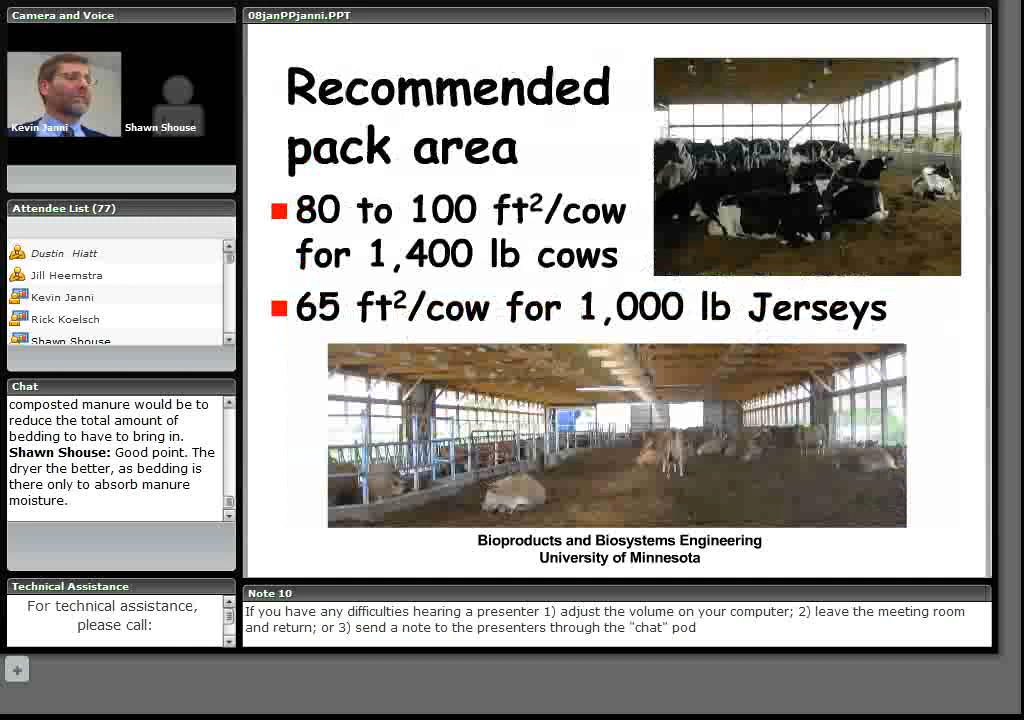 Camera and Voice
Kevin Janni
Shawn Shouse
Attendee List (77)
Dustin Hiatt
Jill Heemstra
Kevin Janni
Rick Koelsch
Shawn Shouse
Chat
composted manure would be to
reduce the total amount of
bedding to have to bring in.
Shawn Shouse: Good point. The
dryer the better, as bedding is
there only to absorb manure
moisture.
Technical Assistance
For technical assistance,
please call:
08janPPjanni.PPT
Recommended
pack area
80 to 100 ft²/cow
for 1,400 lb cows
65 ft²/cow for 1,000 lb Jerseys
Bioproducts and Biosystems Engineering
University of Minnesota
Note 10
If you have any difficulties hearing a presenter 1) adjust the volume on your computer; 2) leave the meeting room
and return; or 3) send a note to the presenters through the "chat" pod